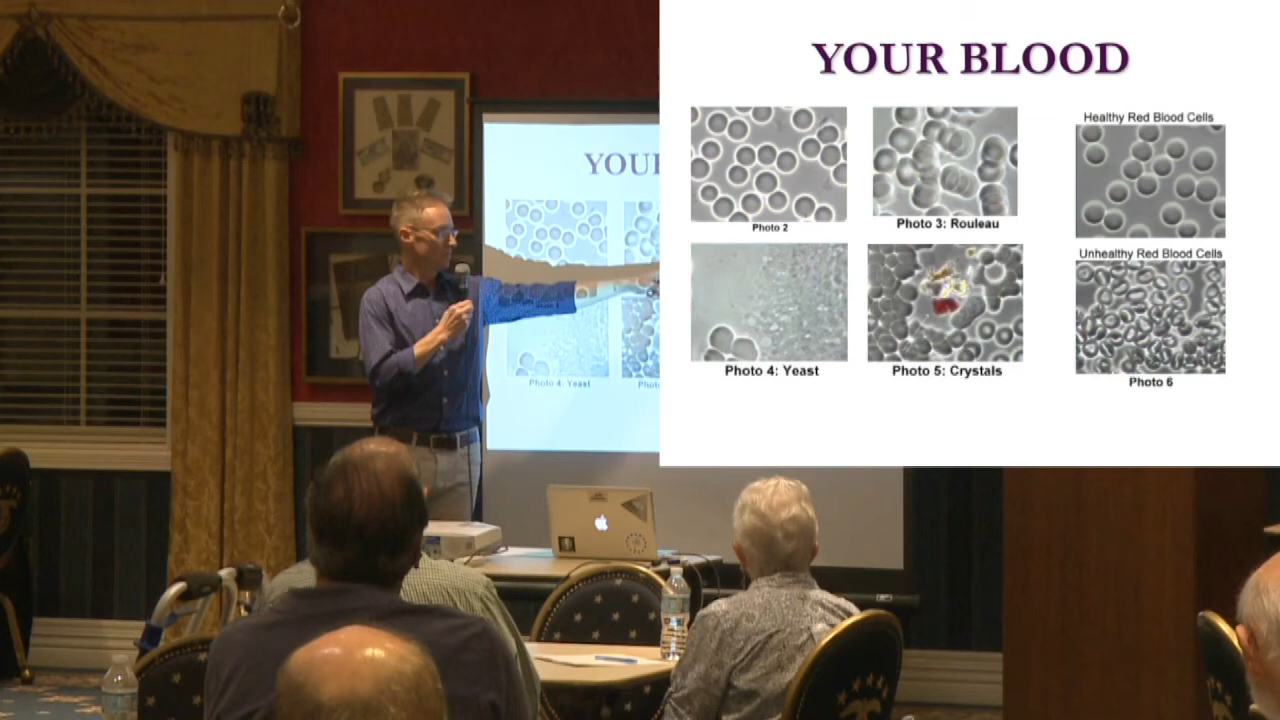 YOUR BLOOD
Healthy Red Blood Cells
Photo 2
Photo 3: Rouleau
Unhealthy Red Blood Cells
Photo 4: Yeast
Photo 5: Crystals
Photo 6
YOUR
Photo 4: Yeast
Photo